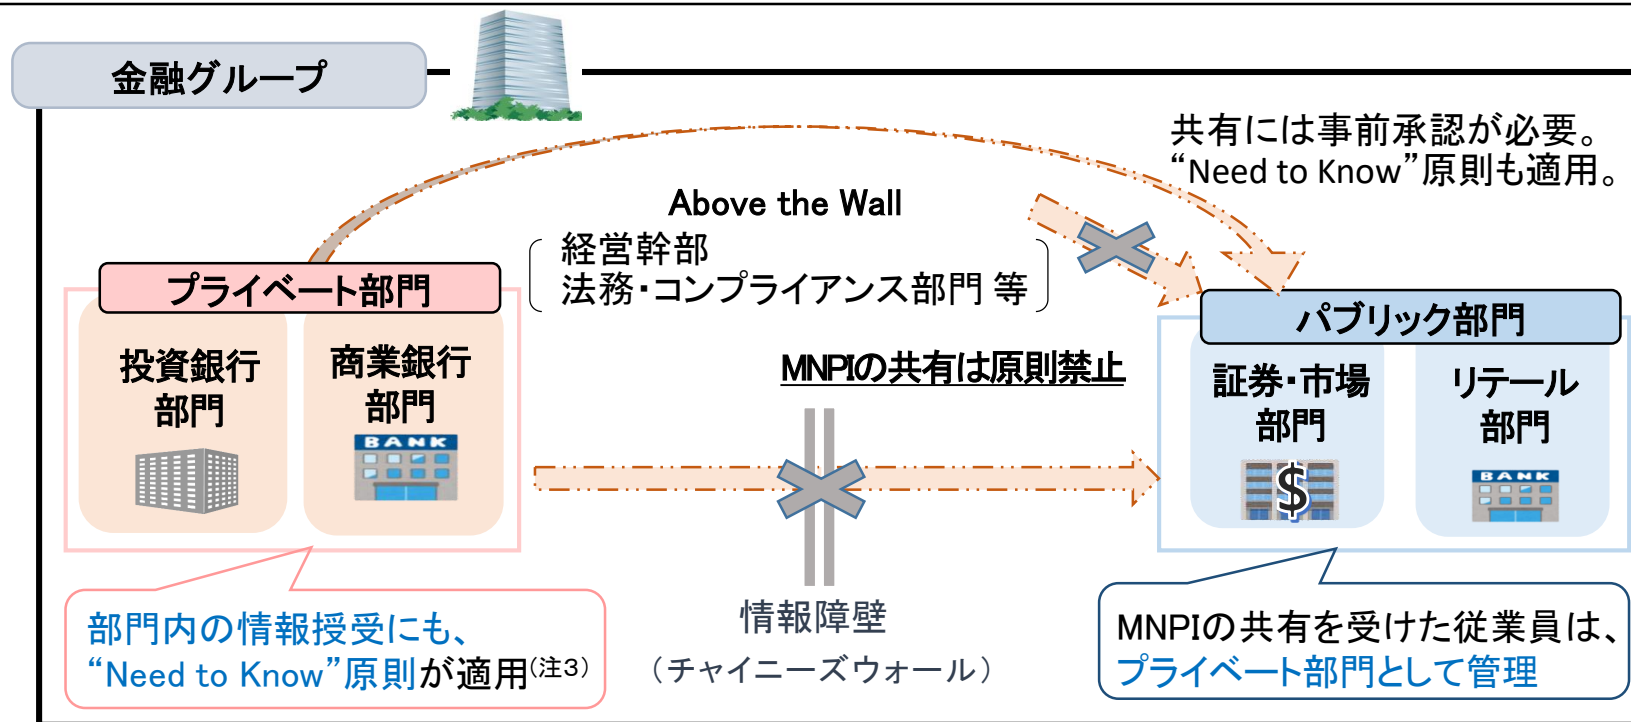 金融グループ
共有には事前承認が必要。
“Need to Know”原則も適用。
Above the Wall
経営幹部
法務・コンプライアンス部門 等
プライベート部門
投資銀行
部門
商業銀行
部門
BANK
MNPIの共有は原則禁止
パブリック部門
証券・市場
部門
$
リテール
部門
BANK
部門内の情報授受にも、
“Need to Know”原則が適用(注3)
情報障壁
（チャイニーズウォール）
MNPIの共有を受けた従業員は、
プライベート部門として管理